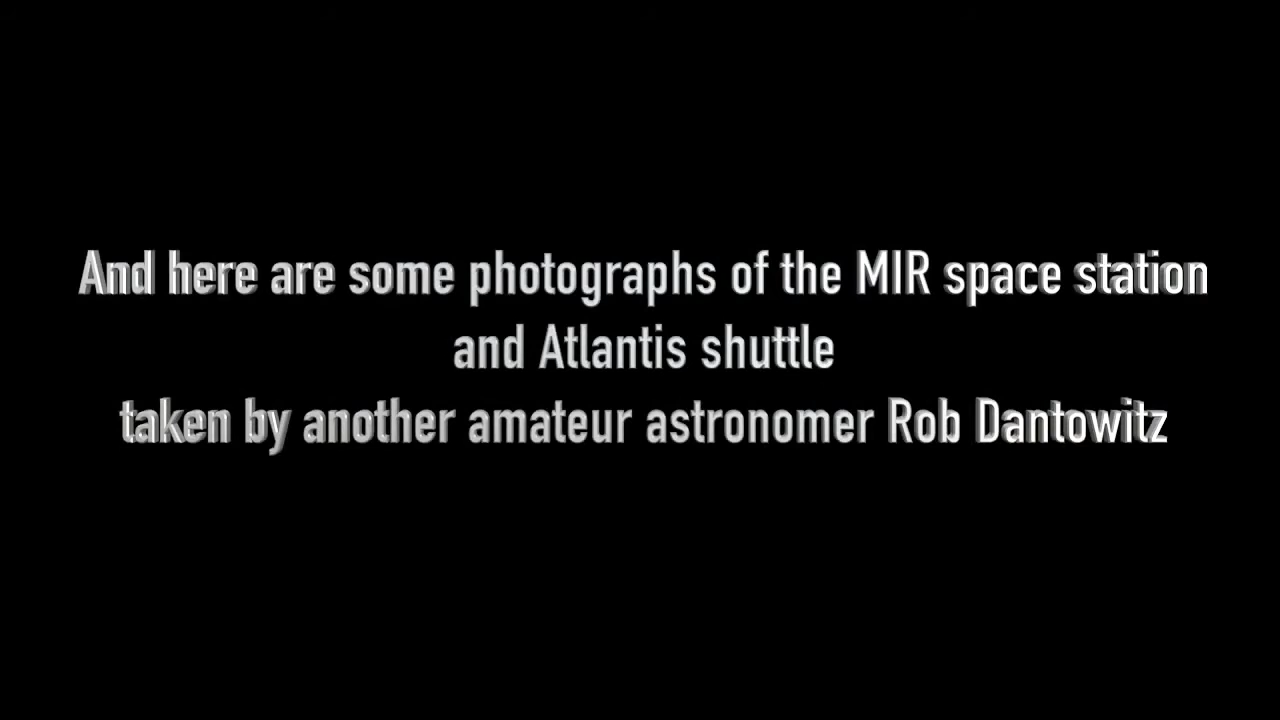 And here are some photographs of the MIR space station
and Atlantis shuttle
taken by another amateur astronomer Rob Dantowitz